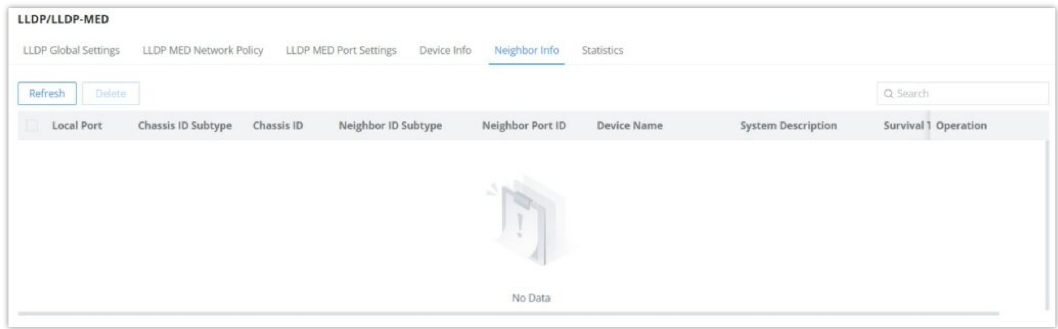 LLDP/LLDP-MED
LLDP Global Settings LLDP MED Network Policy LLDP MED Port Settings Device Info Neighbor Info Statistics
Refresh Delete Search
Local Port Chassis ID Subtype Chassis ID Neighbor ID Subtype Neighbor Port ID Device Name System Description Survival T Operation
No Data